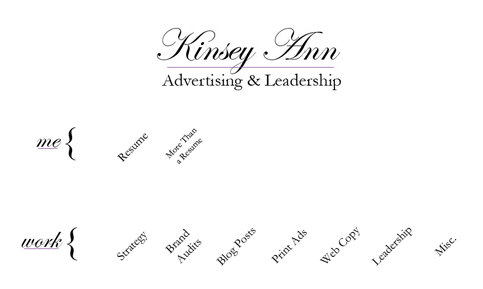 Kinsey Ann
Advertising & Leadership
me {
Resume
More Than
a Resume
work {
Strategy
Brand
Audits
Blog Posts
Print Ads
Web Copy
Leadership
Misc.